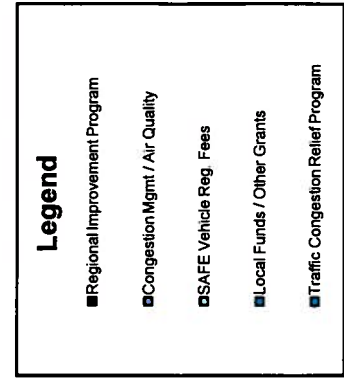 Legend
Regional Improvement Program
Congestion Mgmt / Air Quality
SAFE Vehicle Reg. Fees
Local Funds / Other Grants
Traffic Congestion Relief Program